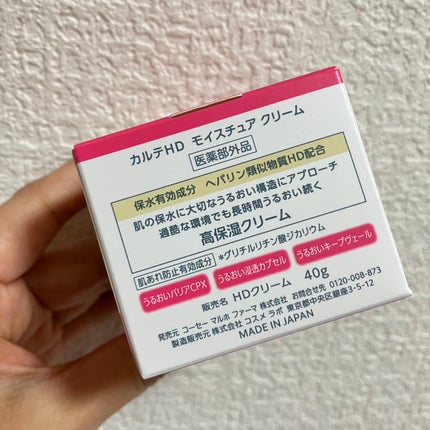 カルテHD モイスチュア クリーム
医薬部外品
保水有効成分 ヘパリン類似物質HD配合
肌の保水に大切なうるおい構造にアプローチ
過酷な環境でも長時間うるおい続く
高保湿クリーム
肌あれ防止有効成分 *グリチルリチン酸ジカリウム
うるおいバリアCPX うるおい浸透カプセル うるおいキープヴェール
販売名 HDクリーム 40g
発売元 コーセー マルホ ファーマ 株式会社 お問合せ先 0120-008-873
製造販売元 株式会社 コスメ ラボ 東京都中央区銀座3-5-12
MADE IN JAPAN